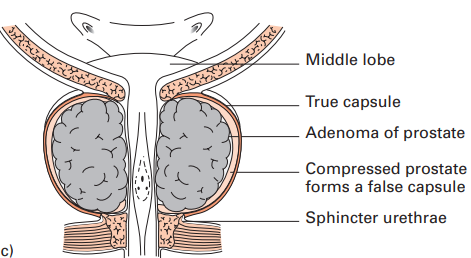 Middle lobe
True capsule
Adenoma of prostate
Compressed prostate
forms a false capsule
Sphincter urethrae
c)